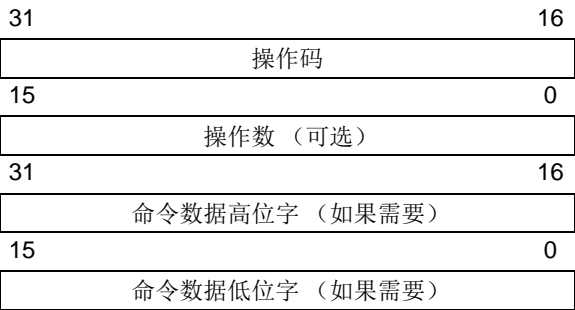 31 16
操作码
15 0
操作数 （可选）
31 16
命令数据高位字 （如果需要）
15 0
命令数据低位字 （如果需要）